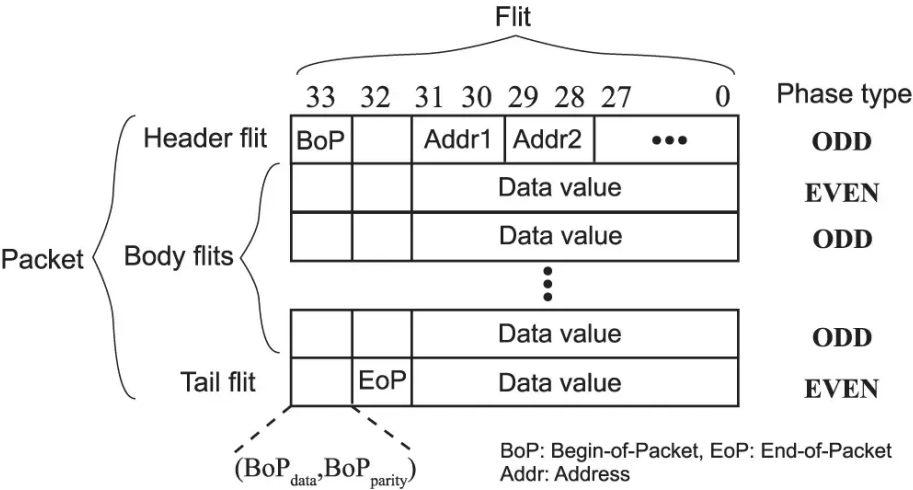 Flit
33 32 31 30 29 28 27 0 Phase type
Header flit BoP Addr1 Addr2 ••• ODD
Data value EVEN
Packet Body flits Data value ODD
Data value ODD
Tail flit EoP Data value EVEN
(BoPdata,BoPparity)
BoP: Begin-of-Packet, EoP: End-of-Packet
Addr: Address